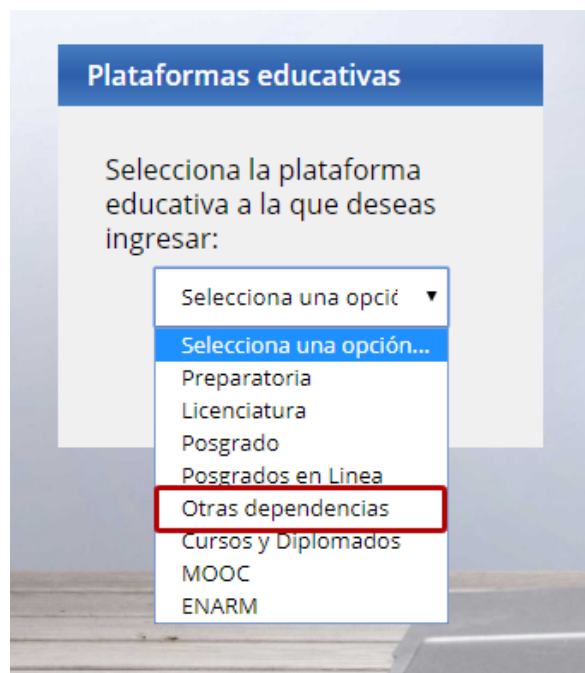 Plataformas educativas
Selecciona la plataforma
educativa a la que deseas
ingresar:
Selecciona una opció
Selecciona una opción...
Preparatoria
Licenciatura
Posgrado
Posgrados en Linea
Otras dependencias
Cursos y Diplomados
MOOC
ENARM